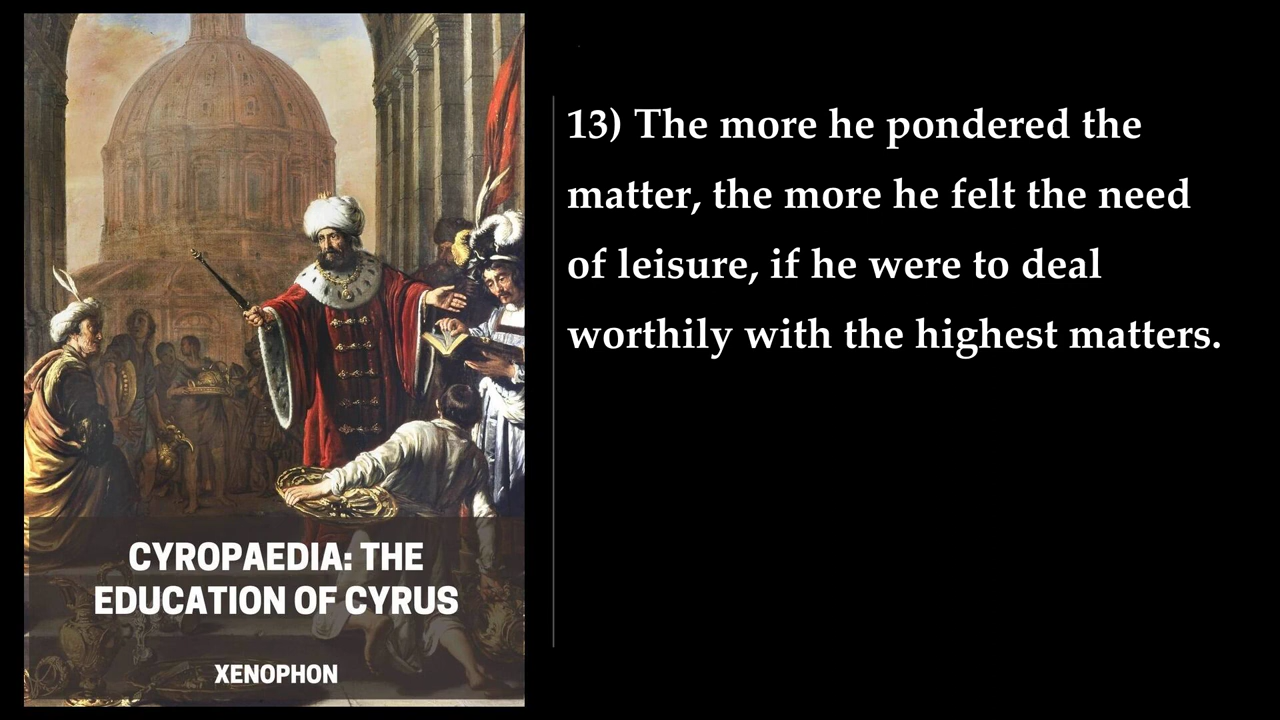 13) The more he pondered the
matter, the more he felt the need
of leisure, if he were to deal
worthily with the highest matters.
CYROPAEDIA: THE
EDUCATION OF CYRUS
XENOPHON